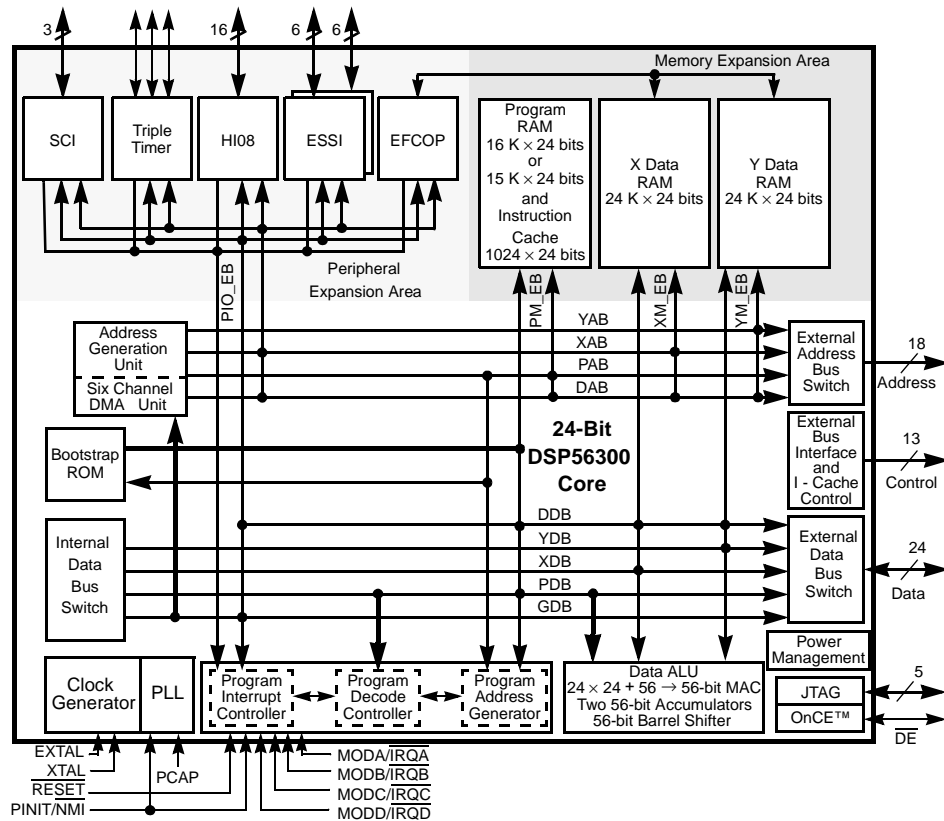 3
16
6
6
Memory Expansion Area
SCI
Triple
Timer
HI08
ESSI
EFCOP
Program
RAM
16 K × 24 bits
or
15 K × 24 bits
and
Instruction
Cache
1024 × 24 bits
X Data
RAM
24 K × 24 bits
Y Data
RAM
24 K × 24 bits
Peripheral
Expansion Area
PIO_EB
PM_EB
XM_EB
YM_EB
Address
Generation
Unit
Six Channel
DMA Unit
YAB
XAB
PAB
DAB
External
Address
Bus
Switch
18
Address
Bootstrap
ROM
24-Bit
DSP56300
Core
External
Bus
Interface
and
I - Cache
Control
13
Control
Internal
Data
Bus
Switch
DDB
YDB
XDB
PDB
GDB
External
Data
Bus
Switch
24
Data
Power
Management
Clock
Generator
PLL
Program
Interrupt
Controller
Program
Decode
Controller
Program
Address
Generator
Data ALU
24 × 24 + 56 → 56-bit MAC
Two 56-bit Accumulators
56-bit Barrel Shifter
JTAG
OnCE™
5
DE
EXTAL
XTAL
RESET
PINIT/NMI
PCAP
MODA/IRQA
MODB/IRQB
MODC/IRQC
MODD/IRQD